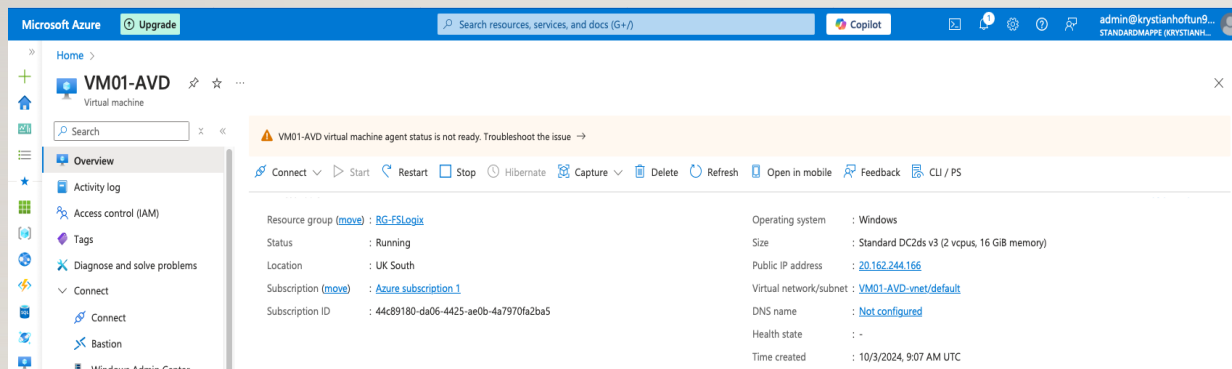 Microsoft Azure
Upgrade
Search resources, services, and docs (G+/)
Copilot
1
admin@krystianhoftun9...
STANDARDMAPPE (KRYSTIANH...
Home >
VM01-AVD
Virtual machine
Search
VM01-AVD virtual machine agent status is not ready. Troubleshoot the issue →
Overview
Activity log
Access control (IAM)
Tags
Diagnose and solve problems
Connect
Connect
Bastion
Windows Admin Center
Connect Start Restart Stop Hibernate Capture Delete Refresh Open in mobile Feedback CLI / PS
Resource group (move) : RG-FSLogix
Status : Running
Location : UK South
Subscription (move) : Azure subscription 1
Subscription ID : 44c89180-da06-4425-ae0b-4a7970fa2ba5
Operating system : Windows
Size : Standard DC2ds v3 (2 vcpus, 16 GiB memory)
Public IP address : 20.162.244.166
Virtual network/subnet : VM01-AVD-vnet/default
DNS name : Not configured
Health state : -
Time created : 10/3/2024, 9:07 AM UTC